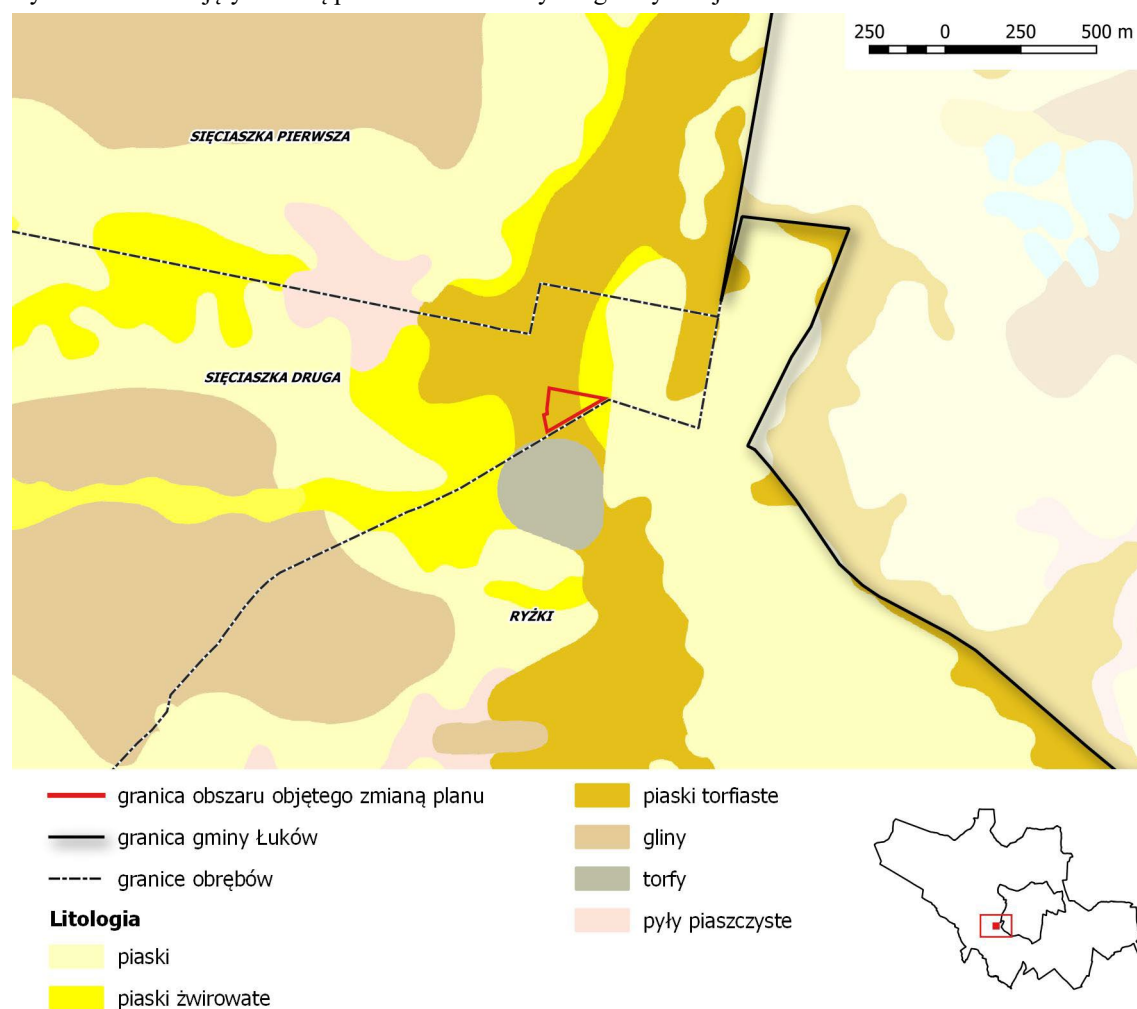 250 0 250 500 m
SIĘCIASZKA PIERWSZA
SIĘCIASZKA DRUGA
RYŻKI
granica obszaru objętego zmianą planu
granica gminy Łuków
granice obrębów
Litologia
piaski
piaski żwirowate
piaski torfiaste
gliny
torfy
pyły piaszczyste